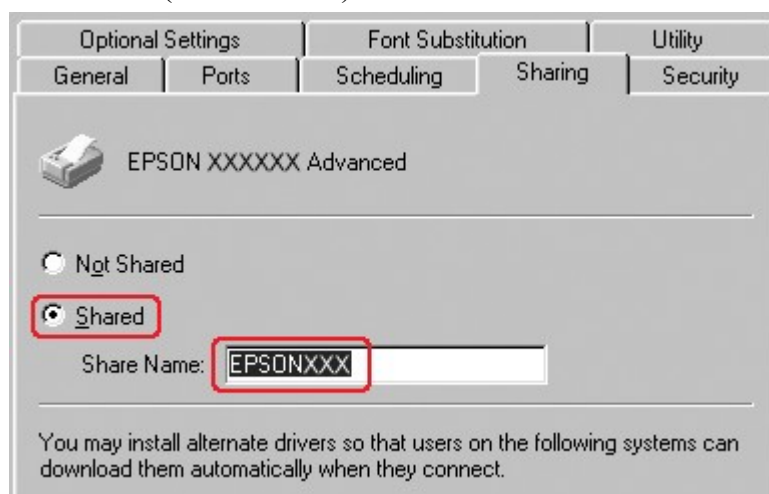 Optional Settings Font Substitution Utility
General Ports Scheduling Sharing Security
EPSON XXXXXX Advanced
Not Shared
Shared
Share Name: EPSONXXX
You may install alternate drivers so that users on the following systems can
download them automatically when they connect.